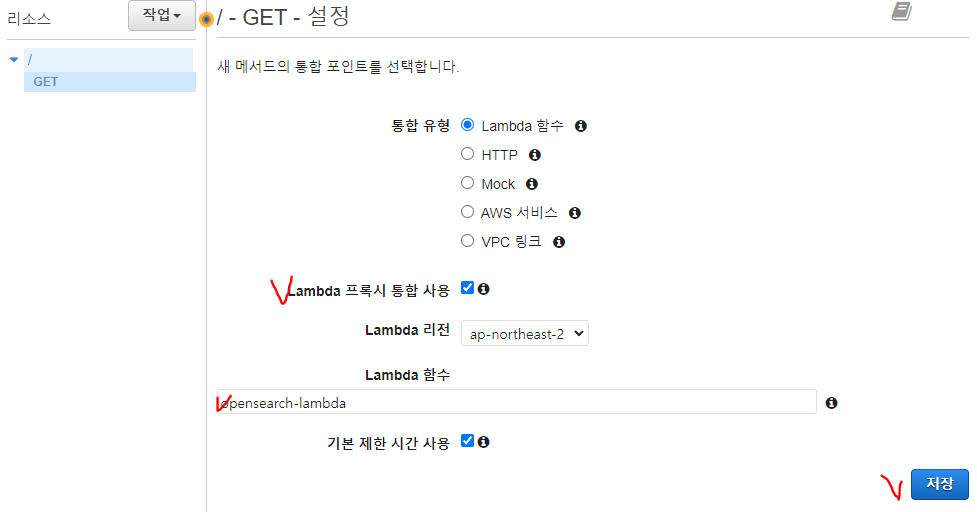 리소스
작업
/ - GET - 설정
/
GET
새 메서드의 통합 포인트를 선택합니다.
통합 유형
Lambda 함수
HTTP
Mock
AWS 서비스
VPC 링크
Lambda 프록시 통합 사용
Lambda 리전
ap-northeast-2
Lambda 함수
opensearch-lambda
기본 제한 시간 사용
저장